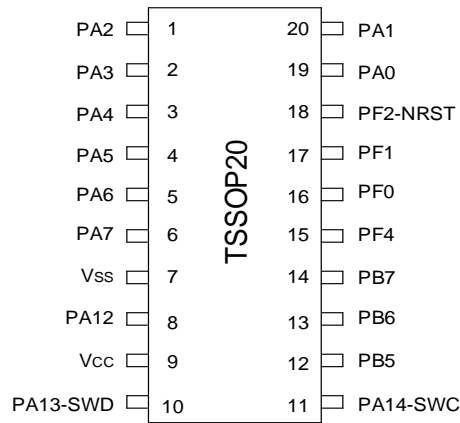 PA2 1 20 PA1
PA3 2 19 PA0
PA4 3 18 PF2-NRST
PA5 4 17 PF1
PA6 5 16 PF0
PA7 6 15 PF4
Vss 7 14 PB7
PA12 8 13 PB6
Vcc 9 12 PB5
PA13-SWD 10 11 PA14-SWC
TSSOP20